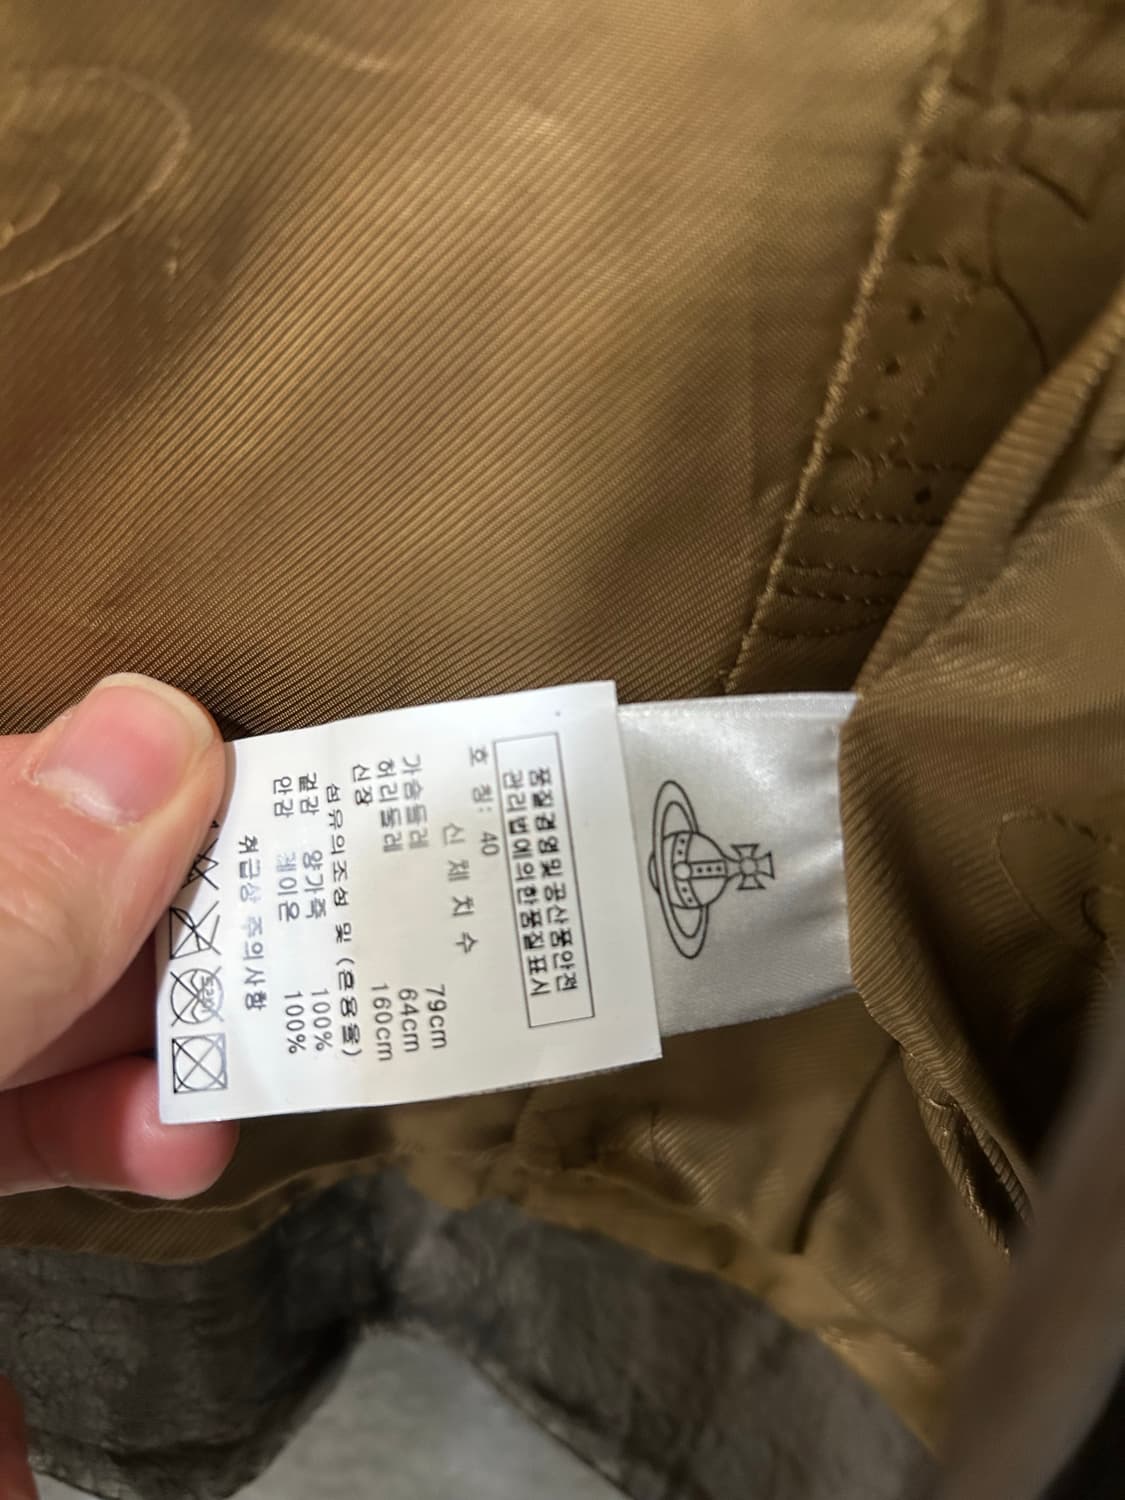 품질경영및공산품안전
관리법에의한품질표시
호 칭: 40
신 체 치 수
가슴둘레 79cm
허리둘레 64cm
신장 160cm
섬유의조성 및 (혼용율)
겉감 양가죽 100%
안감 레이온 100%
취급상 주의사항